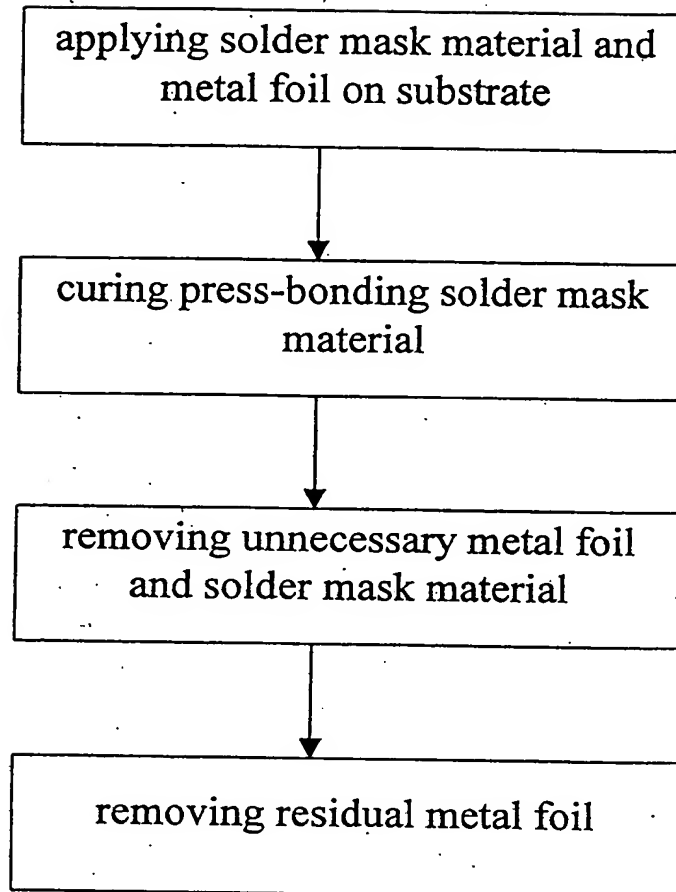 applying solder mask material and
metal foil on substrate
curing press-bonding solder mask
material
removing unnecessary metal foil
and solder mask material
removing residual metal foil